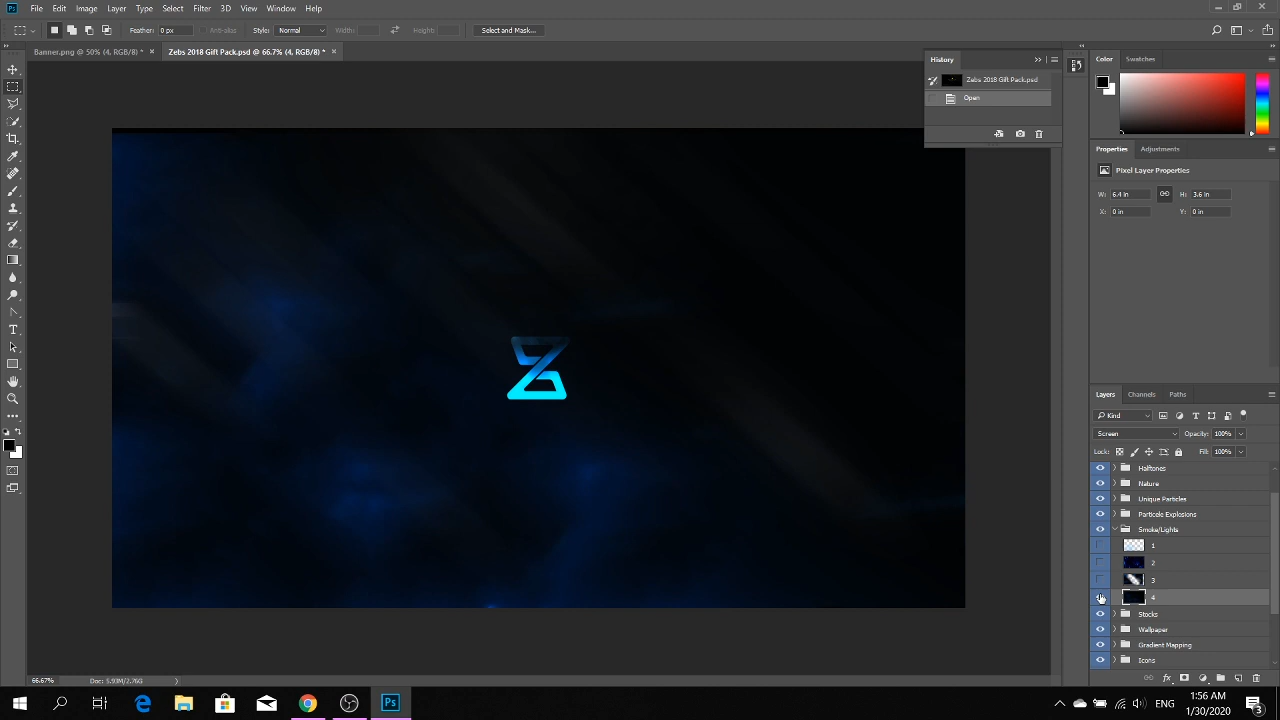 Ps File Edit Image Layer Type Select Filter 3D View Window Help
Feather: 0 px Anti-alias Style: Normal Width: Height: Select and Mask...
Banner.png @ 50% (4, RGB/8) * × Zebs 2018 Gift Pack.psd @ 66.7% (4, RGB/8) * ×
History
Zebs 2018 Gift Pack.psd
Open
Color Swatches
Properties Adjustments
Pixel Layer Properties
W: 6.4 in H: 3.6 in
X: 0 in Y: 0 in
Layers Channels Paths
Kind
Screen Opacity: 100%
Lock: Fill: 100%
Halftones
Nature
Unique Particles
Particele Explosions
Smoke/Lights
1
2
3
4
Stocks
Wallpaper
Gradient Mapping
Icons
66.67% Doc: 5.93M/2.76G
Ps ENG 1:56 AM
1/30/2020 3